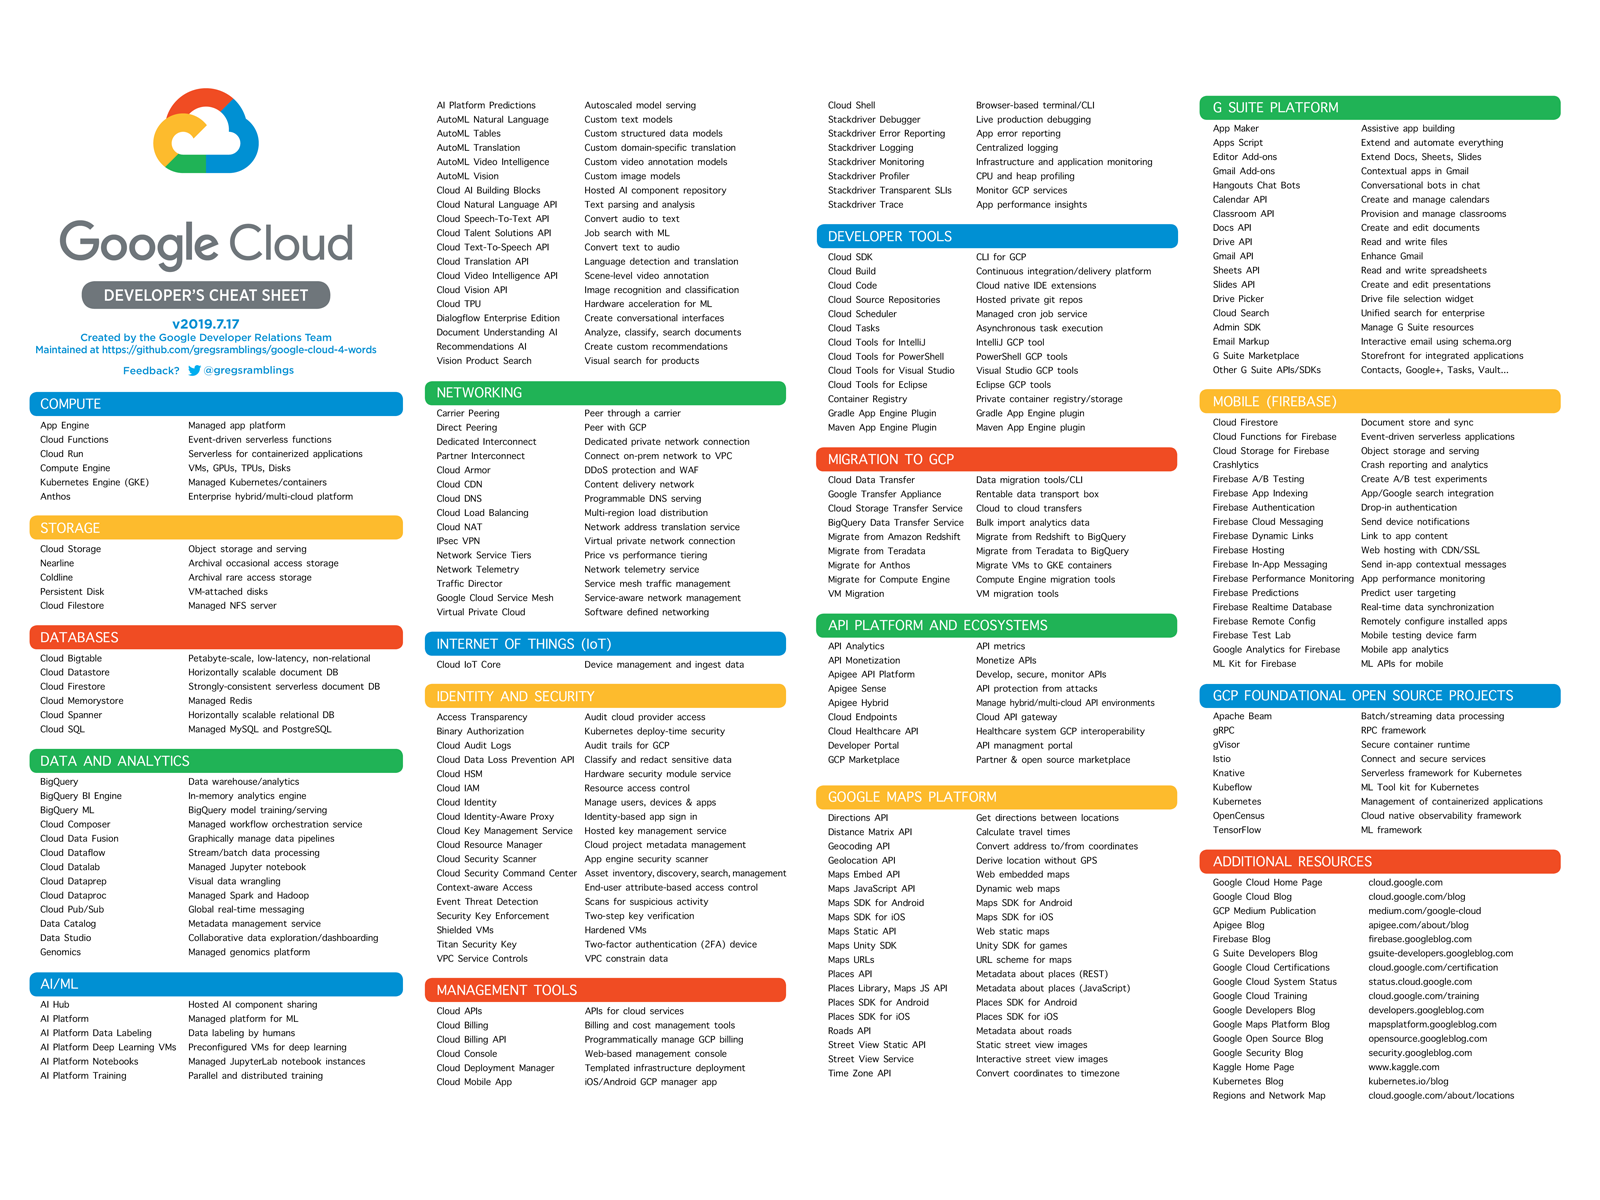 Google Cloud
DEVELOPER'S CHEAT SHEET
v2019.7.17
Created by the Google Developer Relations Team
Maintained at https://github.com/gregsramblings/google-cloud-4-words
Feedback? @gregsramblings
COMPUTE
App Engine Managed app platform
Cloud Functions Event-driven serverless functions
Cloud Run Serverless for containerized applications
Compute Engine VMs, GPUs, TPUs, Disks
Kubernetes Engine (GKE) Managed Kubernetes/containers
Anthos Enterprise hybrid/multi-cloud platform
STORAGE
Cloud Storage Object storage and serving
Nearline Archival occasional access storage
Coldline Archival rare access storage
Persistent Disk VM-attached disks
Cloud Filestore Managed NFS server
DATABASES
Cloud Bigtable Petabyte-scale, low-latency, non-relational
Cloud Datastore Horizontally scalable document DB
Cloud Firestore Strongly-consistent serverless document DB
Cloud Memorystore Managed Redis
Cloud Spanner Horizontally scalable relational DB
Cloud SQL Managed MySQL and PostgreSQL
DATA AND ANALYTICS
BigQuery Data warehouse/analytics
BigQuery BI Engine In-memory analytics engine
BigQuery ML BigQuery model training/serving
Cloud Composer Managed workflow orchestration service
Cloud Data Fusion Graphically manage data pipelines
Cloud Dataflow Stream/batch data processing
Cloud Datalab Managed Jupyter notebook
Cloud Dataprep Visual data wrangling
Cloud Dataproc Managed Spark and Hadoop
Cloud Pub/Sub Global real-time messaging
Data Catalog Metadata management service
Data Studio Collaborative data exploration/dashboarding
Genomics Managed genomics platform
AI/ML
AI Hub Hosted AI component sharing
AI Platform Managed platform for ML
AI Platform Data Labeling Data labeling by humans
AI Platform Deep Learning VMs Preconfigured VMs for deep learning
AI Platform Notebooks Managed JupyterLab notebook instances
AI Platform Training Parallel and distributed training
AI Platform Predictions Autoscaled model serving
AutoML Natural Language Custom text models
AutoML Tables Custom structured data models
AutoML Translation Custom domain-specific translation
AutoML Video Intelligence Custom video annotation models
AutoML Vision Custom image models
Cloud AI Building Blocks Hosted AI component repository
Cloud Natural Language API Text parsing and analysis
Cloud Speech-To-Text API Convert audio to text
Cloud Talent Solutions API Job search with ML
Cloud Text-To-Speech API Convert text to audio
Cloud Translation API Language detection and translation
Cloud Video Intelligence API Scene-level video annotation
Cloud Vision API Image recognition and classification
Cloud TPU Hardware acceleration for ML
Dialogflow Enterprise Edition Create conversational interfaces
Document Understanding AI Analyze, classify, search documents
Recommendations AI Create custom recommendations
Vision Product Search Visual search for products
NETWORKING
Carrier Peering Peer through a carrier
Direct Peering Peer with GCP
Dedicated Interconnect Dedicated private network connection
Partner Interconnect Connect on-prem network to VPC
Cloud Armor DDoS protection and WAF
Cloud CDN Content delivery network
Cloud DNS Programmable DNS serving
Cloud Load Balancing Multi-region load distribution
Cloud NAT Network address translation service
IPsec VPN Virtual private network connection
Network Service Tiers Price vs performance tiering
Network Telemetry Network telemetry service
Traffic Director Service mesh traffic management
Google Cloud Service Mesh Service-aware network management
Virtual Private Cloud Software defined networking
INTERNET OF THINGS (IoT)
Cloud IoT Core Device management and ingest data
IDENTITY AND SECURITY
Access Transparency Audit cloud provider access
Binary Authorization Kubernetes deploy-time security
Cloud Audit Logs Audit trails for GCP
Cloud Data Loss Prevention API Classify and redact sensitive data
Cloud HSM Hardware security module service
Cloud IAM Resource access control
Cloud Identity Manage users, devices & apps
Cloud Identity-Aware Proxy Identity-based app sign in
Cloud Key Management Service Hosted key management service
Cloud Resource Manager Cloud project metadata management
Cloud Security Scanner App engine security scanner
Cloud Security Command Center Asset inventory, discovery, search, management
Context-aware Access End-user attribute-based access control
Event Threat Detection Scans for suspicious activity
Security Key Enforcement Two-step key verification
Shielded VMs Hardened VMs
Titan Security Key Two-factor authentication (2FA) device
VPC Service Controls VPC constrain data
MANAGEMENT TOOLS
Cloud APIs APIs for cloud services
Cloud Billing Billing and cost management tools
Cloud Billing API Programmatically manage GCP billing
Cloud Console Web-based management console
Cloud Deployment Manager Templated infrastructure deployment
Cloud Mobile App iOS/Android GCP manager app
Cloud Shell Browser-based terminal/CLI
Stackdriver Debugger Live production debugging
Stackdriver Error Reporting App error reporting
Stackdriver Logging Centralized logging
Stackdriver Monitoring Infrastructure and application monitoring
Stackdriver Profiler CPU and heap profiling
Stackdriver Transparent SLIs Monitor GCP services
Stackdriver Trace App performance insights
DEVELOPER TOOLS
Cloud SDK CLI for GCP
Cloud Build Continuous integration/delivery platform
Cloud Code Cloud native IDE extensions
Cloud Source Repositories Hosted private git repos
Cloud Scheduler Managed cron job service
Cloud Tasks Asynchronous task execution
Cloud Tools for IntelliJ IntelliJ GCP tool
Cloud Tools for PowerShell PowerShell GCP tools
Cloud Tools for Visual Studio Visual Studio GCP tools
Cloud Tools for Eclipse Eclipse GCP tools
Container Registry Private container registry/storage
Gradle App Engine Plugin Gradle App Engine plugin
Maven App Engine Plugin Maven App Engine plugin
MIGRATION TO GCP
Cloud Data Transfer Data migration tools/CLI
Google Transfer Appliance Rentable data transport box
Cloud Storage Transfer Service Cloud to cloud transfers
BigQuery Data Transfer Service Bulk import analytics data
Migrate from Amazon Redshift Migrate from Redshift to BigQuery
Migrate from Teradata Migrate from Teradata to BigQuery
Migrate for Anthos Migrate VMs to GKE containers
Migrate for Compute Engine Compute Engine migration tools
VM Migration VM migration tools
API PLATFORM AND ECOSYSTEMS
API Analytics API metrics
API Monetization Monetize APIs
Apigee API Platform Develop, secure, monitor APIs
Apigee Sense API protection from attacks
Apigee Hybrid Manage hybrid/multi-cloud API environments
Cloud Endpoints Cloud API gateway
Cloud Healthcare API Healthcare system GCP interoperability
Developer Portal API managment portal
GCP Marketplace Partner & open source marketplace
GOOGLE MAPS PLATFORM
Directions API Get directions between locations
Distance Matrix API Calculate travel times
Geocoding API Convert address to/from coordinates
Geolocation API Derive location without GPS
Maps Embed API Web embedded maps
Maps JavaScript API Dynamic web maps
Maps SDK for Android Maps SDK for Android
Maps SDK for iOS Maps SDK for iOS
Maps Static API Web static maps
Maps Unity SDK Unity SDK for games
Maps URLs URL scheme for maps
Places API Metadata about places (REST)
Places Library, Maps JS API Metadata about places (JavaScript)
Places SDK for Android Places SDK for Android
Places SDK for iOS Places SDK for iOS
Roads API Metadata about roads
Street View Static API Static street view images
Street View Service Interactive street view images
Time Zone API Convert coordinates to timezone
G SUITE PLATFORM
App Maker Assistive app building
Apps Script Extend and automate everything
Editor Add-ons Extend Docs, Sheets, Slides
Gmail Add-ons Contextual apps in Gmail
Hangouts Chat Bots Conversational bots in chat
Calendar API Create and manage calendars
Classroom API Provision and manage classrooms
Docs API Create and edit documents
Drive API Read and write files
Gmail API Enhance Gmail
Sheets API Read and write spreadsheets
Slides API Create and edit presentations
Drive Picker Drive file selection widget
Cloud Search Unified search for enterprise
Admin SDK Manage G Suite resources
Email Markup Interactive email using schema.org
G Suite Marketplace Storefront for integrated applications
Other G Suite APIs/SDKs Contacts, Google+, Tasks, Vault...
MOBILE (FIREBASE)
Cloud Firestore Document store and sync
Cloud Functions for Firebase Event-driven serverless applications
Cloud Storage for Firebase Object storage and serving
Crashlytics Crash reporting and analytics
Firebase A/B Testing Create A/B test experiments
Firebase App Indexing App/Google search integration
Firebase Authentication Drop-in authentication
Firebase Cloud Messaging Send device notifications
Firebase Dynamic Links Link to app content
Firebase Hosting Web hosting with CDN/SSL
Firebase In-App Messaging Send in-app contextual messages
Firebase Performance Monitoring App performance monitoring
Firebase Predictions Predict user targeting
Firebase Realtime Database Real-time data synchronization
Firebase Remote Config Remotely configure installed apps
Firebase Test Lab Mobile testing device farm
Google Analytics for Firebase Mobile app analytics
ML Kit for Firebase ML APIs for mobile
GCP FOUNDATIONAL OPEN SOURCE PROJECTS
Apache Beam Batch/streaming data processing
gRPC RPC framework
gVisor Secure container runtime
Istio Connect and secure services
Knative Serverless framework for Kubernetes
Kubeflow ML Tool kit for Kubernetes
Kubernetes Management of containerized applications
OpenCensus Cloud native observability framework
TensorFlow ML framework
ADDITIONAL RESOURCES
Google Cloud Home Page cloud.google.com
Google Cloud Blog cloud.google.com/blog
GCP Medium Publication medium.com/google-cloud
Apigee Blog apigee.com/about/blog
Firebase Blog firebase.googleblog.com
G Suite Developers Blog gsuite-developers.googleblog.com
Google Cloud Certifications cloud.google.com/certification
Google Cloud System Status status.cloud.google.com
Google Cloud Training cloud.google.com/training
Google Developers Blog developers.googleblog.com
Google Maps Platform Blog mapsplatform.googleblog.com
Google Open Source Blog opensource.googleblog.com
Google Security Blog security.googleblog.com
Kaggle Home Page www.kaggle.com
Kubernetes Blog kubernetes.io/blog
Regions and Network Map cloud.google.com/about/locations